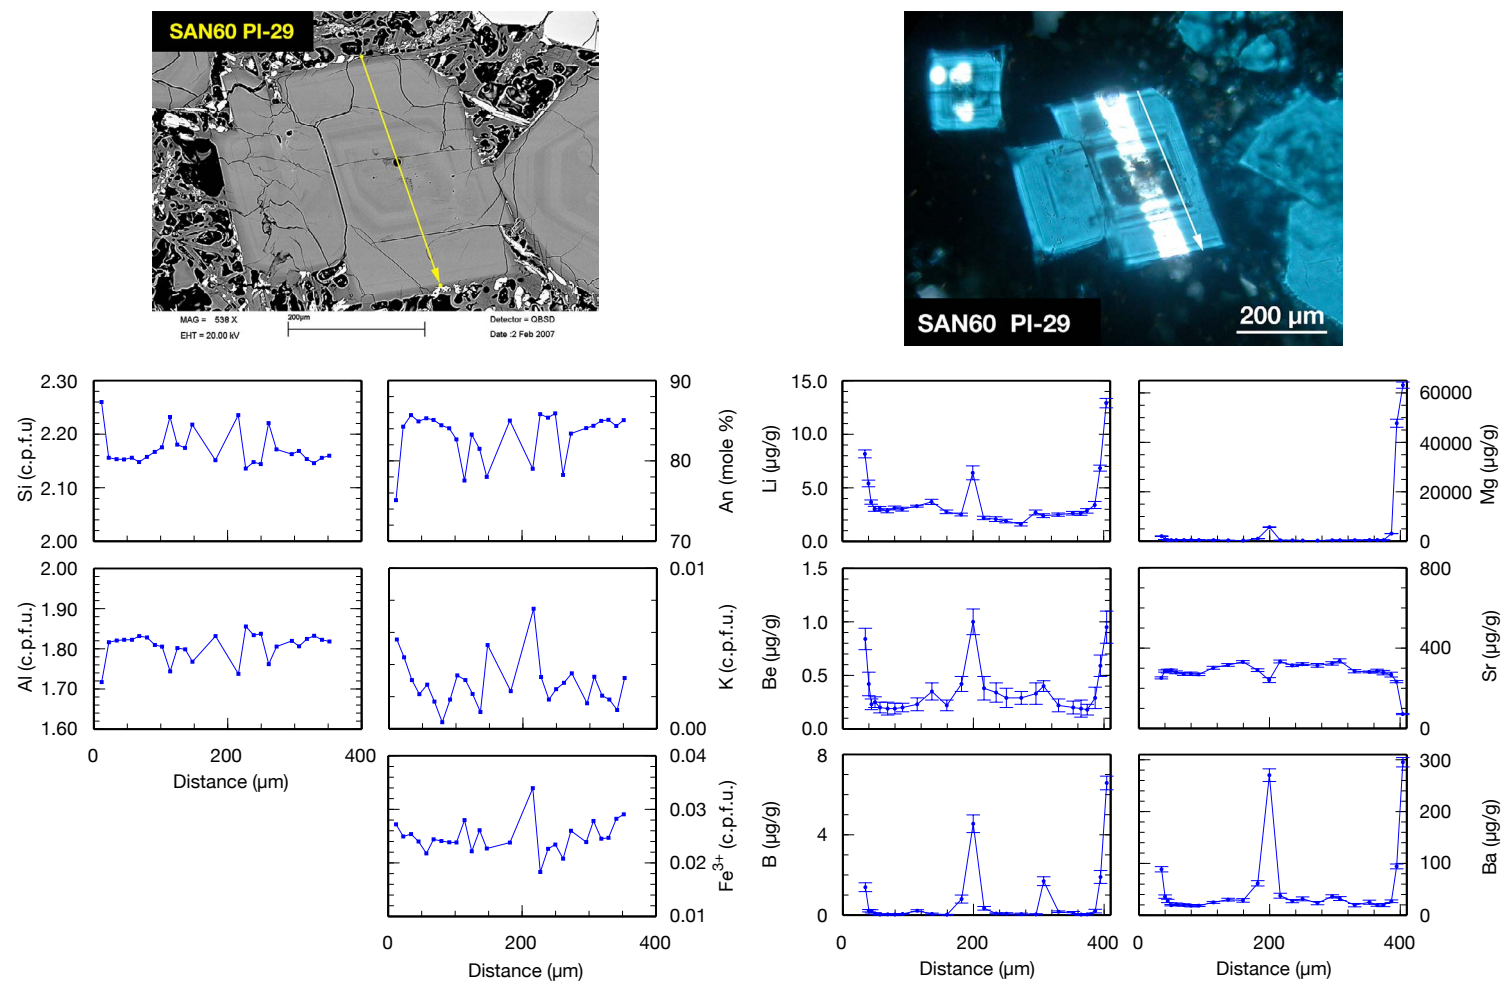 SAN60 Pl-29
MAG = 538 X
200µm
Detector = QBSD
EHT = 20.00 kV
Date :2 Feb 2007
SAN60 Pl-29
200 µm
2.30
2.20
2.10
2.00
Si (c.p.f.u)
90
80
70
An (mole %)
15.0
10.0
5.0
0.0
Li (µg/g)
60000
40000
20000
0
Mg (µg/g)
2.00
1.90
1.80
1.70
1.60
Al (c.p.f.u.)
0
200
400
Distance (µm)
0.01
0.00
K (c.p.f.u.)
1.5
1.0
0.5
0.0
Be (µg/g)
800
400
0
Sr (µg/g)
0.04
0.03
0.02
0.01
Fe3+ (c.p.f.u.)
0
200
400
Distance (µm)
8
4
0
B (µg/g)
0
200
400
Distance (µm)
300
200
100
0
Ba (µg/g)
0
200
400
Distance (µm)